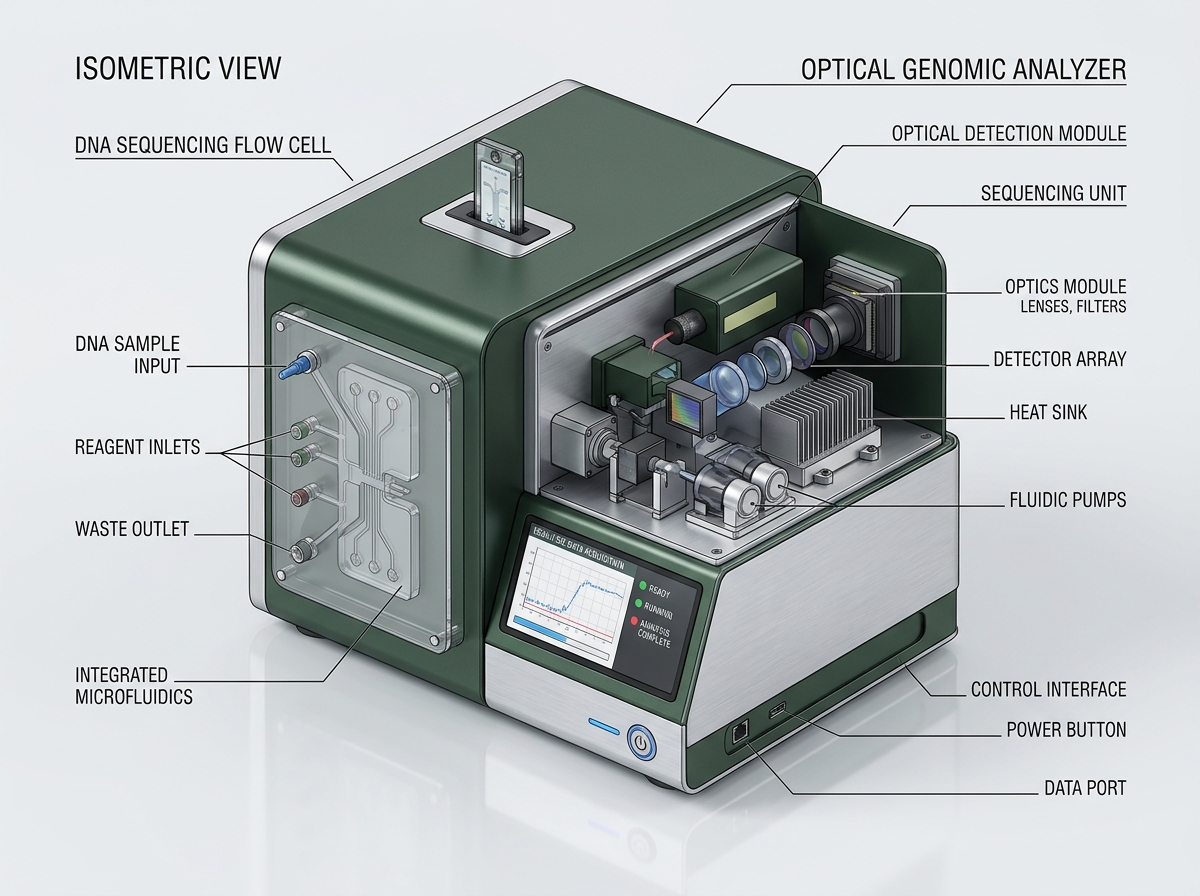 ISOMETRIC VIEW
OPTICAL GENOMIC ANALYZER
DNA SEQUENCING FLOW CELL
OPTICAL DETECTION MODULE
SEQUENCING UNIT
OPTICS MODULE
LENSES, FILTERS
DNA SAMPLE
INPUT
DETECTOR ARRAY
HEAT SINK
REAGENT INLETS
FLUIDIC PUMPS
WASTE OUTLET
READY
RUNNING
COMPLETE
INTEGRATED
MICROFLUIDICS
CONTROL INTERFACE
POWER BUTTON
DATA PORT